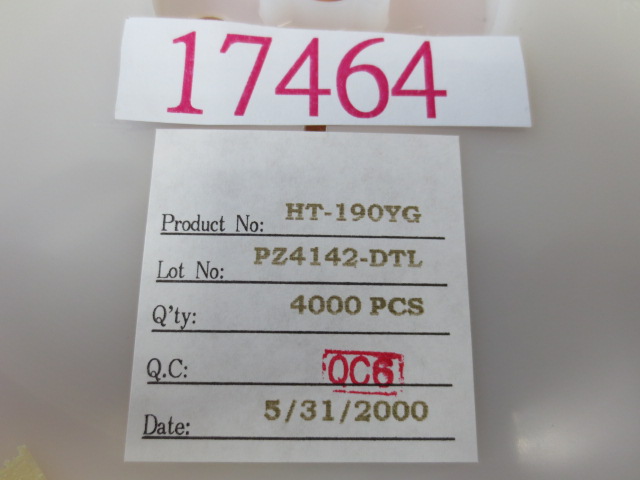 17464
Product No: HT-190YG
Lot No: PZ4142-DTL
Q'ty: 4000 PCS
Q.C: QC6
Date: 5/31/2000